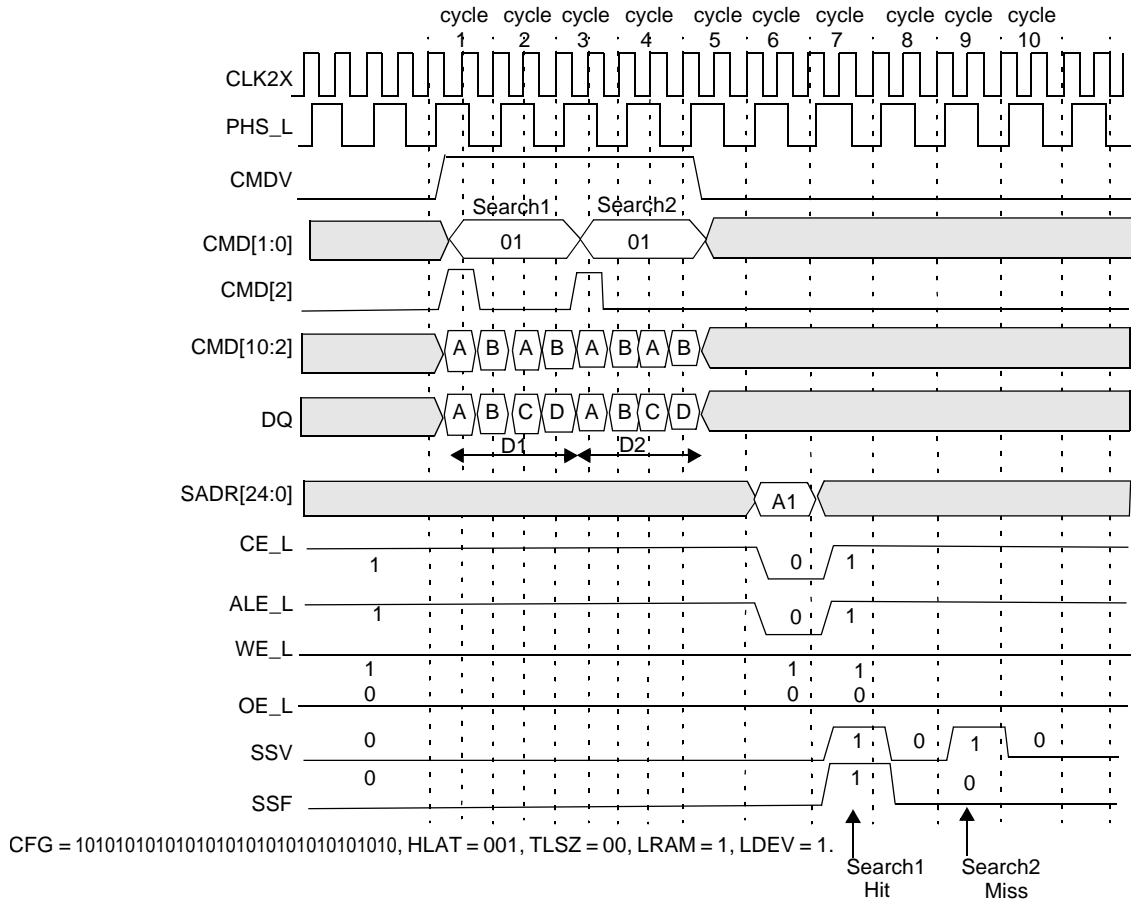 cycle cycle cycle cycle cycle cycle cycle cycle cycle cycle
1 2 3 4 5 6 7 8 9 10
CLK2X
PHS_L
CMDV
Search1 Search2
CMD[1:0] 01 01
CMD[2]
CMD[10:2] A B A B A B A B
DQ A B C D A B C D
D1 D2
SADR[24:0] A1
CE_L
1 0 1
ALE_L
1 0 1
WE_L
1 1 1
0 0 0
OE_L
SSV 0 1 0 1 0
SSF 0 1 0
CFG = 10101010101010101010101010101010, HLAT = 001, TLSZ = 00, LRAM = 1, LDEV = 1.
Search1 Search2
Hit Miss